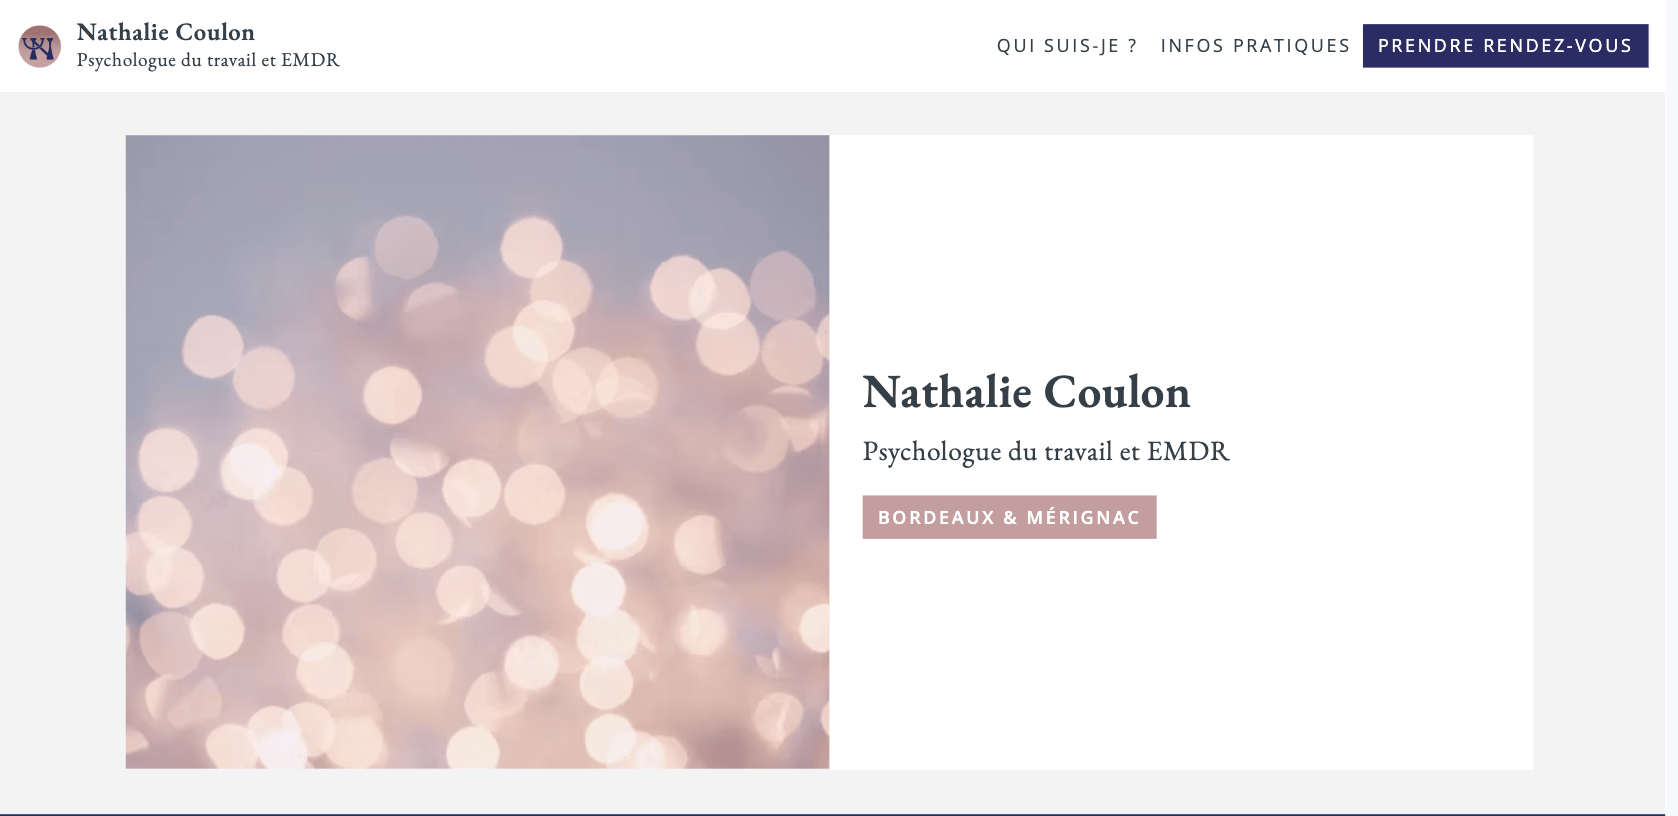 Nathalie Coulon
Psychologue du travail et EMDR
QUI SUIS-JE ?
INFOS PRATIQUES
PRENDRE RENDEZ-VOUS
Nathalie Coulon
Psychologue du travail et EMDR
BORDEAUX & MÉRIGNAC